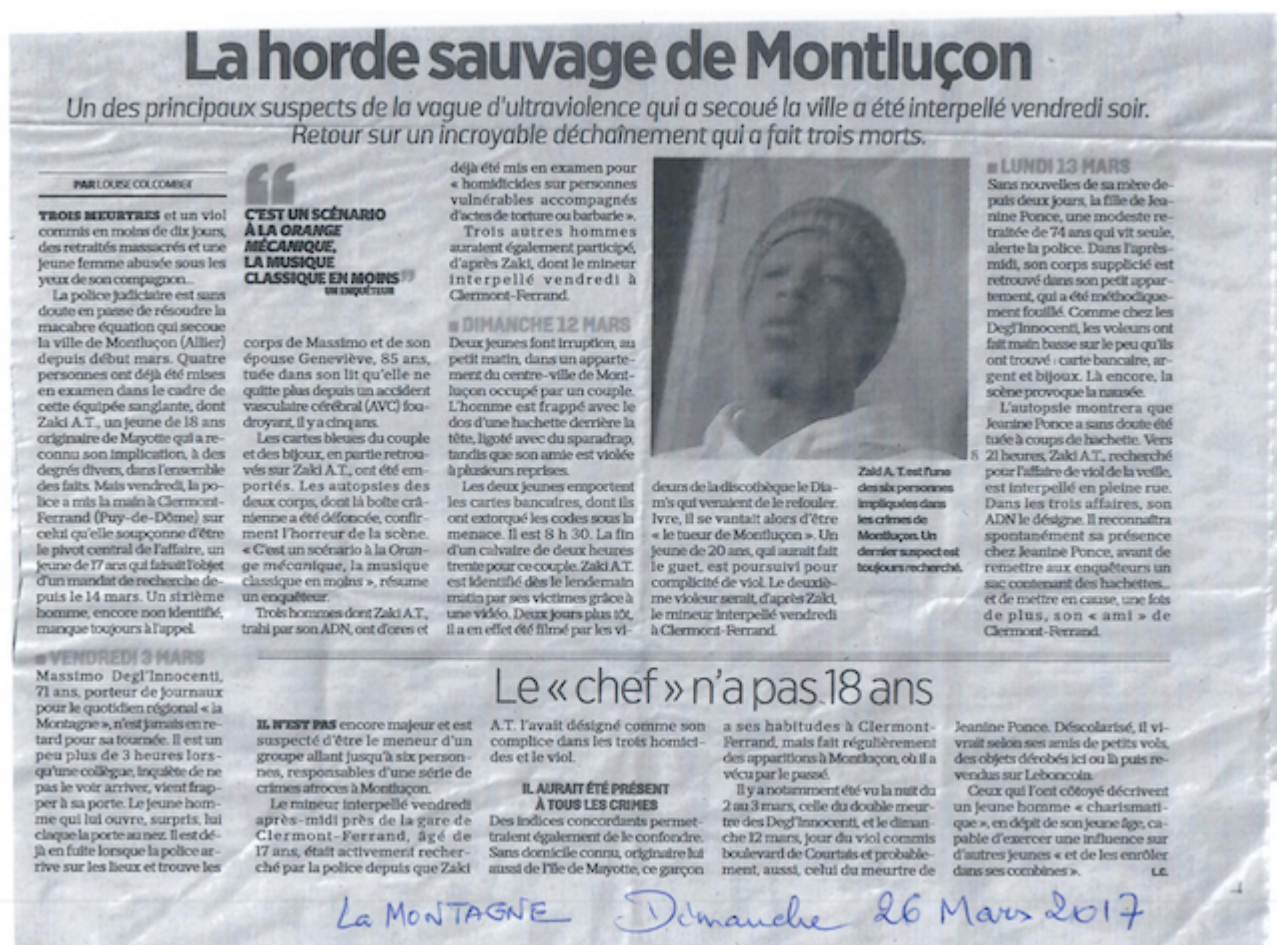 La horde sauvage de Montluçon
Un des principaux suspects de la vague d'ultraviolence qui a secoué la ville a été interpellé vendredi soir.
Retour sur un incroyable déchaînement qui a fait trois morts.
PAR LOUISE COLCOMBET
TROIS MEURTRES et un viol
commis en moins de dix jours,
des retraités massacrés et une
jeune femme abusée sous les
yeux de son compagnon...
La police judiciaire est sans
doute en passe de résoudre la
macabre équation qui secoue
la ville de Montluçon (Allier)
depuis début mars. Quatre
personnes ont déjà été mises
en examen dans le cadre de
cette équipée sanglante, dont
Zaki A.T., un jeune de 18 ans
originaire de Mayotte qui a re-
connu son implication, à des
degrés divers, dans l'ensemble
des faits. Mais vendredi, la po-
lice a mis la main à Clermont-
Ferrand (Puy-de-Dôme) sur
celui qu'elle soupçonne d'être
le pivot central de l'affaire, un
jeune de 17 ans qui faisait l'objet
d'un mandat de recherche de-
puis le 14 mars. Un sixième
homme, encore non identifié,
manque toujours à l'appel.
■ VENDREDI 3 MARS
Massimo Degl'Innocenti,
71 ans, porteur de journaux
pour le quotidien régional « la
Montagne », n'est jamais en re-
tard pour sa tournée. Il est un
peu plus de 3 heures lors-
qu'une collègue, inquiète de ne
pas le voir arriver, vient frap-
per à sa porte. Le jeune hom-
me qui lui ouvre, surpris, lui
claque la porte au nez. Il est dé-
jà en fuite lorsque la police ar-
rive sur les lieux et trouve les
“
C'EST UN SCÉNARIO
À LA ORANGE
MÉCANIQUE,
LA MUSIQUE
CLASSIQUE EN MOINS”
UN ENQUÊTEUR
corps de Massimo et de son
épouse Geneviève, 85 ans,
tuée dans son lit qu'elle ne
quitte plus depuis un accident
vasculaire cérébral (AVC) fou-
droyant, il y a cinq ans.
Les cartes bleues du couple
et des bijoux, en partie retrou-
vés sur Zaki A.T., ont été em-
portés. Les autopsies des
deux corps, dont la boîte crâ-
nienne a été défoncée, confir-
ment l'horreur de la scène.
« C'est un scénario à la Oran-
ge mécanique, la musique
classique en moins », résume
un enquêteur.
Trois hommes dont Zaki A.T.,
trahi par son ADN, ont d'ores et
déjà été mis en examen pour
« homidicides sur personnes
vulnérables accompagnés
d'actes de torture ou barbarie ».
Trois autres hommes
auraient également participé,
d'après Zaki, dont le mineur
interpellé vendredi à
Clermont-Ferrand.
■ DIMANCHE 12 MARS
Deux jeunes font irruption, au
petit matin, dans un apparte-
ment du centre-ville de Mont-
luçon occupé par un couple.
L'homme est frappé avec le
dos d'une hachette derrière la
tête, ligoté avec du sparadrap,
tandis que son amie est violée
à plusieurs reprises.
Les deux jeunes emportent
les cartes bancaires, dont ils
ont extorqué les codes sous la
menace. Il est 8 h 30. La fin
d'un calvaire de deux heures
trente pour ce couple. Zaki A.T.
est identifié dès le lendemain
matin par ses victimes grâce à
une vidéo. Deux jours plus tôt,
il a en effet été filmé par les vi-
deurs de la discothèque le Dia-
m's qui venaient de le refouler.
Ivre, il se vantait alors d'être
« le tueur de Montluçon ». Un
jeune de 20 ans, qui aurait fait
le guet, est poursuivi pour
complicité de viol. Le deuxiè-
me violeur serait, d'après Zaki,
le mineur interpellé vendredi
à Clermont-Ferrand.
Zaki A. T. est l'une
des six personnes
impliquées dans
les crimes de
Montluçon. Un
dernier suspect est
toujours recherché.
■ LUNDI 13 MARS
Sans nouvelles de sa mère de-
puis deux jours, la fille de Jea-
nine Ponce, une modeste re-
traitée de 74 ans qui vit seule,
alerte la police. Dans l'après-
midi, son corps supplicié est
retrouvé dans son petit appar-
tement, qui a été méthodique-
ment fouillé. Comme chez les
Degl'Innocenti, les voleurs ont
fait main basse sur le peu qu'ils
ont trouvé : carte bancaire, ar-
gent et bijoux. Là encore, la
scène provoque la nausée.
L'autopsie montrera que
Jeanine Ponce a sans doute été
tuée à coups de hachette. Vers
21 heures, Zaki A.T., recherché
pour l'affaire de viol de la veille,
est interpellé en pleine rue.
Dans les trois affaires, son
ADN le désigne. Il reconnaîtra
spontanément sa présence
chez Jeanine Ponce, avant de
remettre aux enquêteurs un
sac contenant des hachettes...
et de mettre en cause, une fois
de plus, son « ami » de
Clermont-Ferrand.
Le « chef » n'a pas 18 ans
IL N'EST PAS encore majeur et est
suspecté d'être le meneur d'un
groupe allant jusqu'à six person-
nes, responsables d'une série de
crimes atroces à Montluçon.
Le mineur interpellé vendredi
après-midi près de la gare de
Clermont-Ferrand, âgé de
17 ans, était activement recher-
ché par la police depuis que Zaki
A.T. l'avait désigné comme son
complice dans les trois homici-
des et le viol.
IL AURAIT ÉTÉ PRÉSENT
À TOUS LES CRIMES
Des indices concordants permet-
traient également de le confondre.
Sans domicile connu, originaire lui
aussi de l'île de Mayotte, ce garçon
a ses habitudes à Clermont-
Ferrand, mais fait régulièrement
des apparitions à Montluçon, où il a
vécu par le passé.
Il y a notamment été vu la nuit du
2 au 3 mars, celle du double meur-
tre des Degl'Innocenti, et le diman-
che 12 mars, jour du viol commis
boulevard de Courtais et probable-
ment, aussi, celui du meurtre de
Jeanine Ponce. Déscolarisé, il vi-
vrait selon ses amis de petits vols,
des objets dérobés ici ou là puis re-
vendus sur Leboncoin.
Ceux qui l'ont côtoyé décrivent
un jeune homme « charismati-
que », en dépit de son jeune âge, ca-
pable d'exercer une influence sur
d'autres jeunes « et de les enrôler
dans ses combines ».
L.C.
La MONTAGNE Dimanche 26 Mars 2017